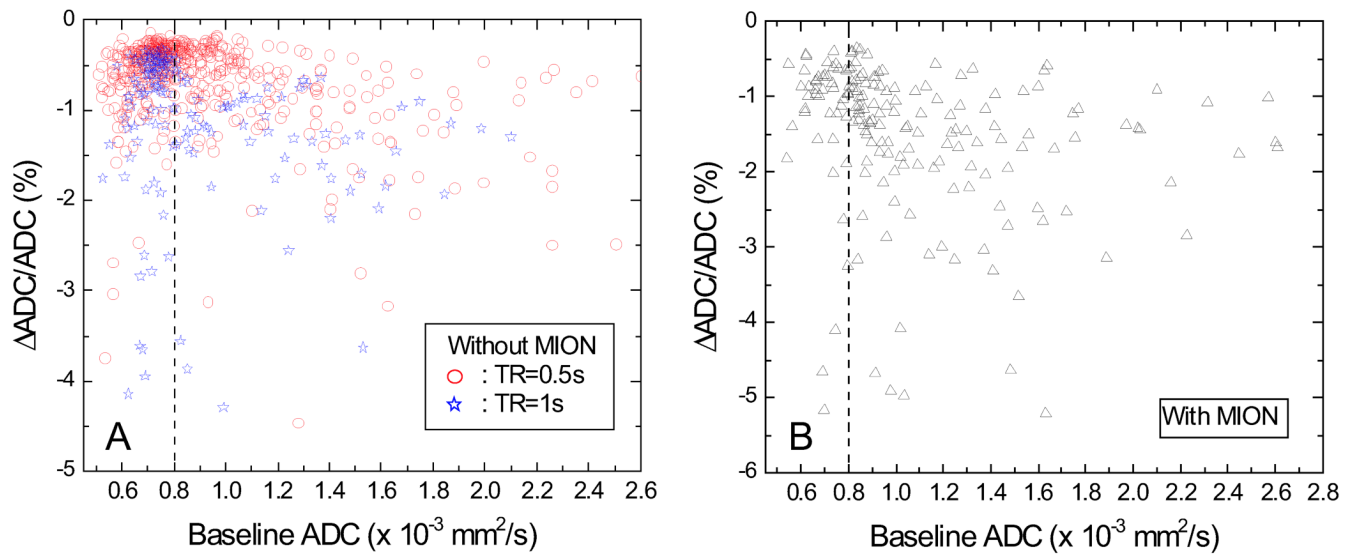 0
-1
-2
-3
-4
-5
ΔADC/ADC (%)
0.6 0.8 1.0 1.2 1.4 1.6 1.8 2.0 2.2 2.4 2.6
Baseline ADC (x 10⁻³ mm²/s)
A
Without MION
: TR=0.5s
: TR=1s
0
-1
-2
-3
-4
-5
-6
ΔADC/ADC (%)
0.6 0.8 1.0 1.2 1.4 1.6 1.8 2.0 2.2 2.4 2.6 2.8
Baseline ADC (x 10⁻³ mm²/s)
B
With MION